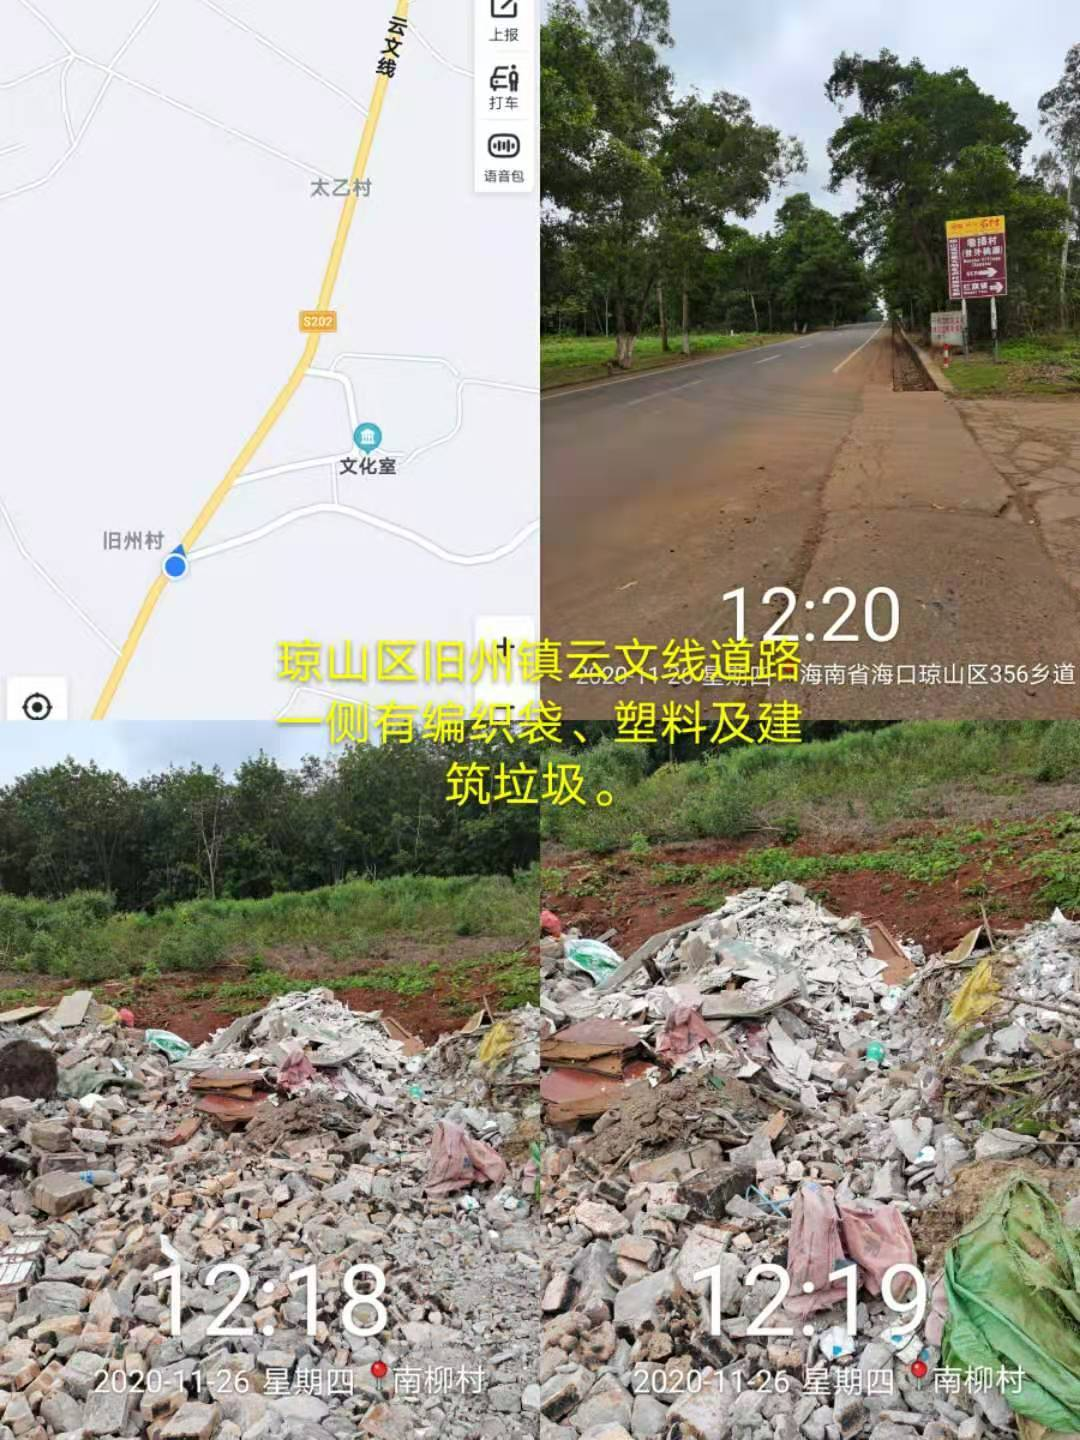 云文线
上报
打车
语音包
太乙村
S202
文化室
旧州村
红旗镇
12:20
2020-11-26 星期四 海南省海口琼山区356乡道
琼山区旧州镇云文线道路
一侧有编织袋、塑料及建
筑垃圾。
12:18
2020-11-26 星期四 南柳村
12:19
2020-11-26 星期四 南柳村